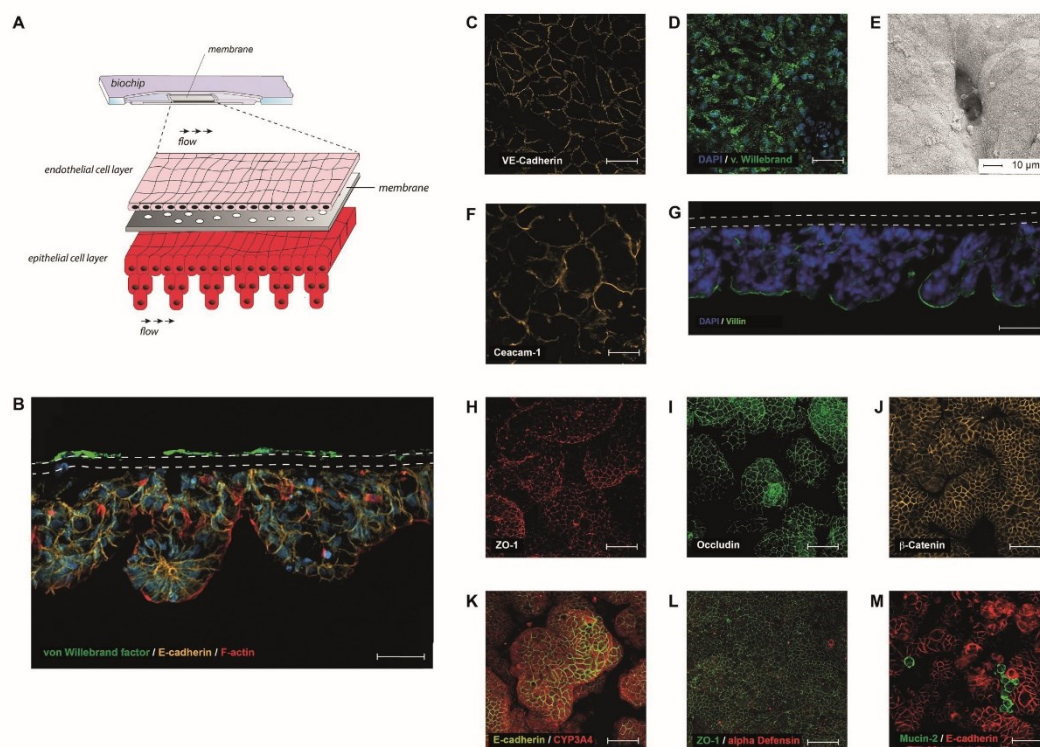 A
membrane
biochip
flow
endothelial cell layer
membrane
epithelial cell layer
flow
B
von Willebrand factor / E-cadherin / F-actin
C
VE-Cadherin
D
DAPI / v. Willebrand
E
10 µm
F
Ceacam-1
G
DAPI / Villin
H
ZO-1
I
Occludin
J
β-Catenin
K
E-cadherin / CYP3A4
L
ZO-1 / alpha Defensin
M
Mucin-2 / E-cadherin